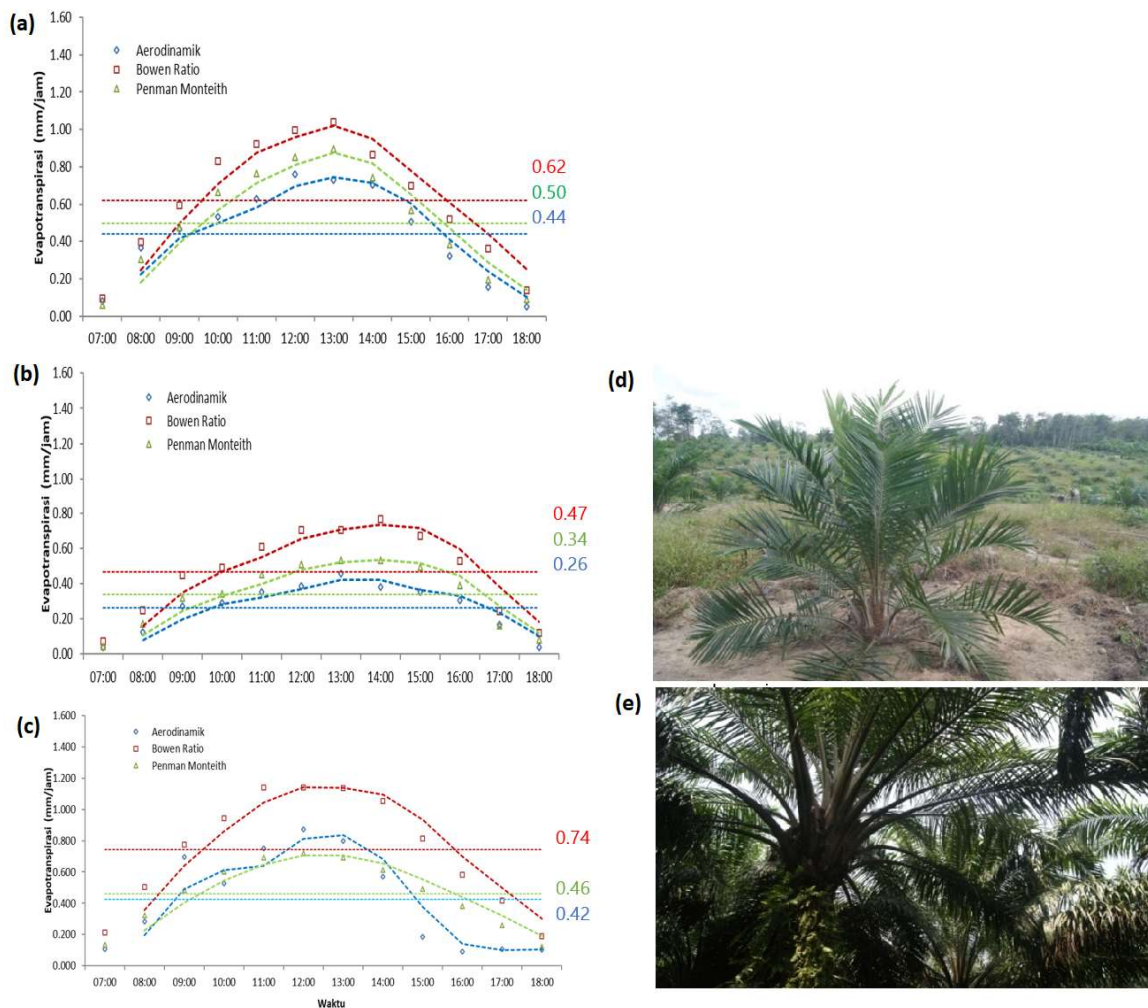 (a)
Evapotranspirasi (mm/jam)
1.60
1.40
1.20
1.00
0.80
0.60
0.40
0.20
0.00
Aerodinamik
Bowen Ratio
Penman Monteith
0.62
0.50
0.44
07:00 08:00 09:00 10:00 11:00 12:00 13:00 14:00 15:00 16:00 17:00 18:00
(b)
Evapotranspirasi (mm/jam)
1.60
1.40
1.20
1.00
0.80
0.60
0.40
0.20
0.00
Aerodinamik
Bowen Ratio
Penman Monteith
0.47
0.34
0.26
07:00 08:00 09:00 10:00 11:00 12:00 13:00 14:00 15:00 16:00 17:00 18:00
(d)
(c)
Evapotranspirasi (mm/jam)
1.600
1.400
1.200
1.000
0.800
0.600
0.400
0.200
0.000
Aerodinamik
Bowen Ratio
Penman Monteith
0.74
0.46
0.42
07:00 08:00 09:00 10:00 11:00 12:00 13:00 14:00 15:00 16:00 17:00 18:00
Waktu
(e)